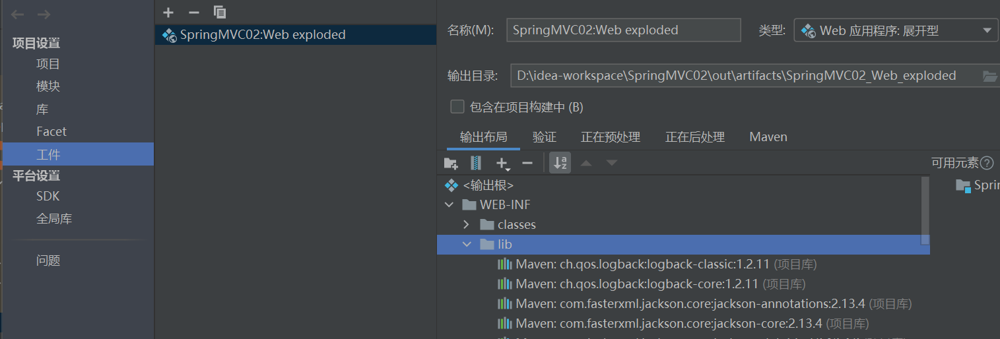 项目设置
项目
模块
库
Facet
工件
平台设置
SDK
全局库
问题
SpringMVC02:Web exploded
名称(M): SpringMVC02:Web exploded 类型: Web 应用程序: 展开型
输出目录: D:\idea-workspace\SpringMVC02\out\artifacts\SpringMVC02_Web_exploded
包含在项目构建中 (B)
输出布局 验证 正在预处理 正在后处理 Maven
可用元素
<输出根>
WEB-INF
classes
lib
Maven: ch.qos.logback:logback-classic:1.2.11 (项目库)
Maven: ch.qos.logback:logback-core:1.2.11 (项目库)
Maven: com.fasterxml.jackson.core:jackson-annotations:2.13.4 (项目库)
Maven: com.fasterxml.jackson.core:jackson-core:2.13.4 (项目库)